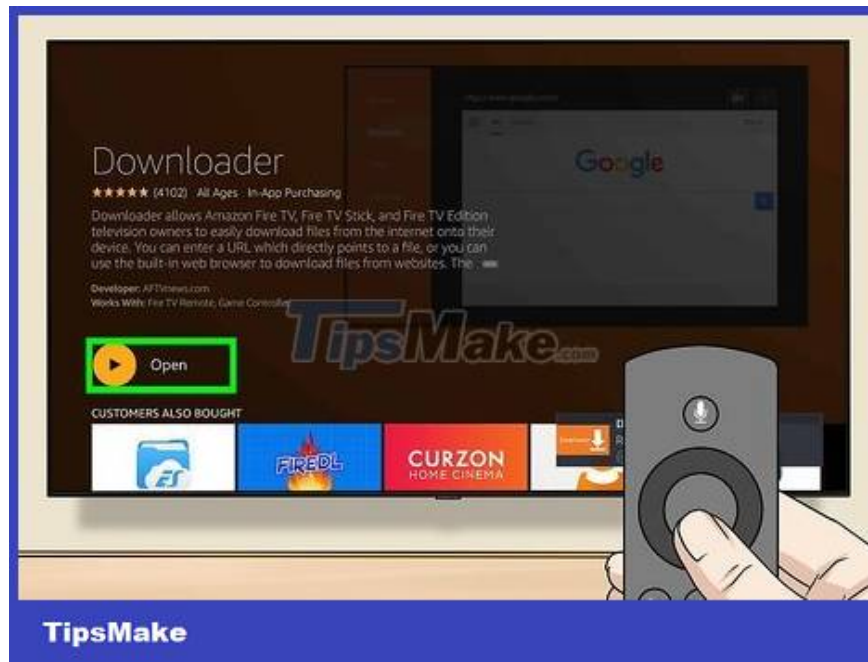 Downloader
(4102) All Ages In-App Purchasing
Downloader allows Amazon Fire TV, Fire TV Stick, and Fire TV Edition
television owners to easily download files from the internet onto their
device. You can enter a URL which directly points to a file, or you can
use the built-in web browser to download files from websites. The
Developer: AFTVnews.com
Works With: Fire TV Remote, Game Controller
Google
TipsMake.com
Open
CUSTOMERS ALSO BOUGHT
ES
FIREDL
CURZON
HOME CINEMA
TipsMake